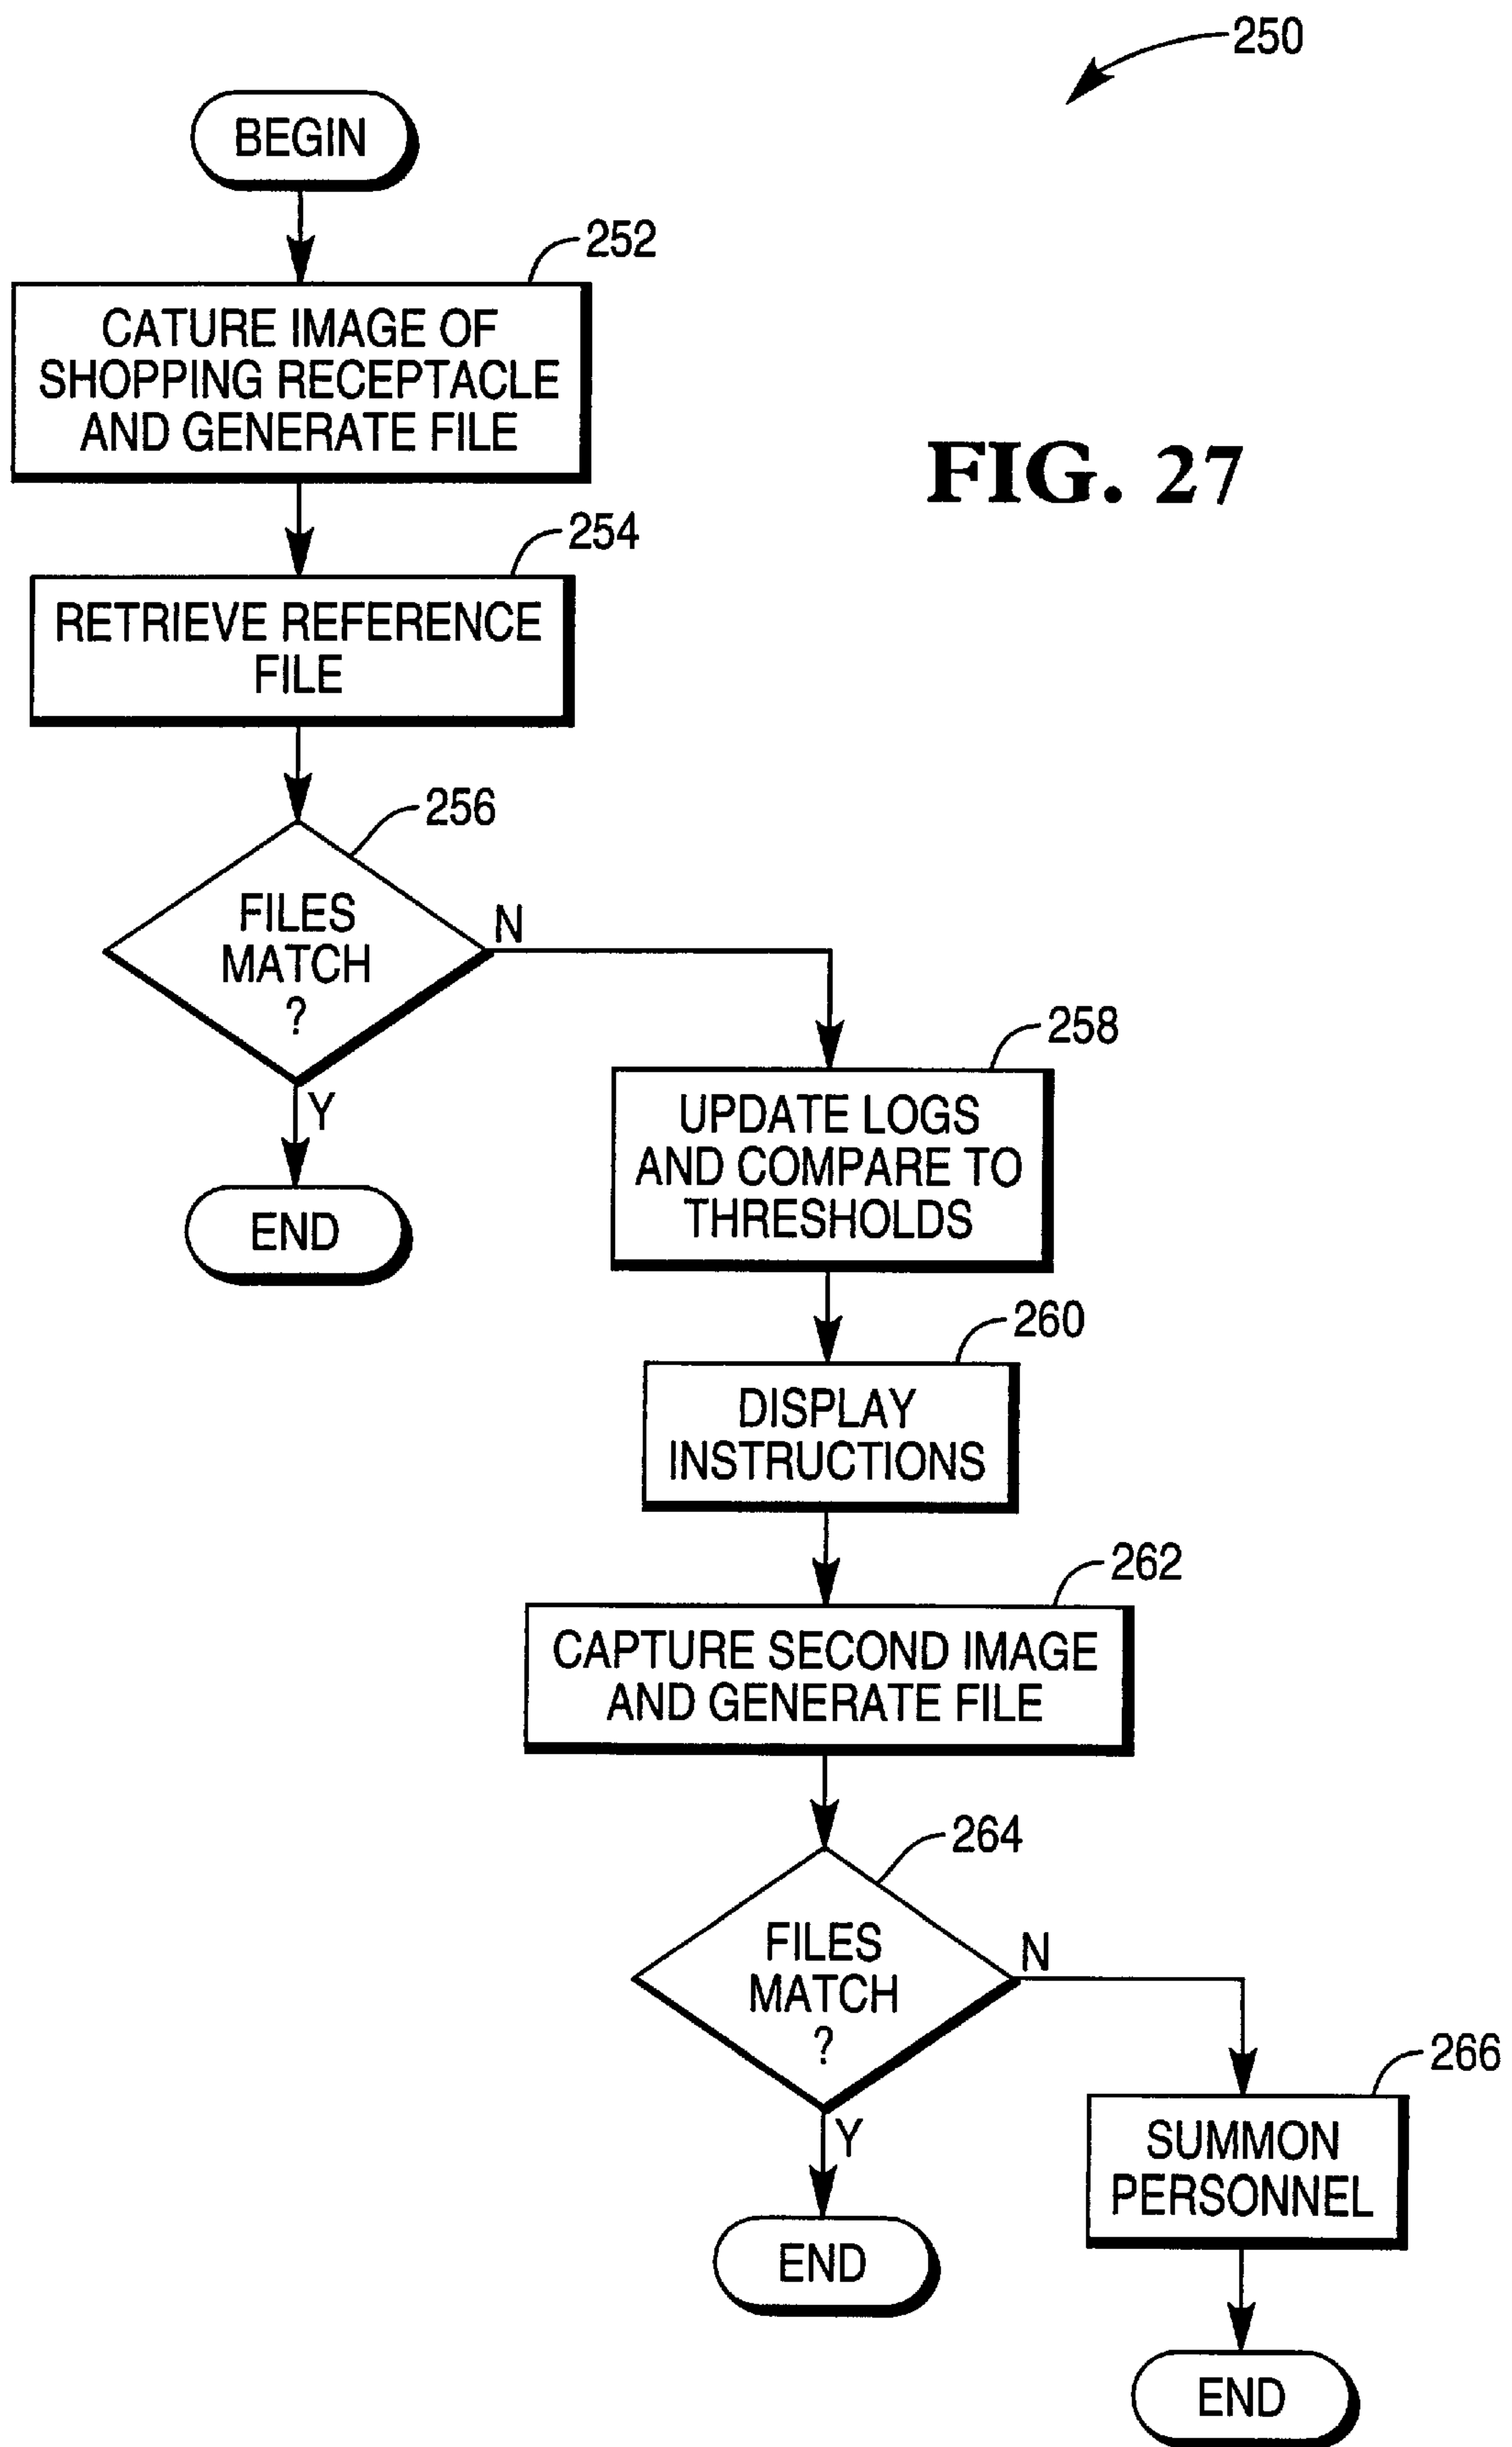 250
BEGIN
252
CATURE IMAGE OF
SHOPPING RECEPTACLE
AND GENERATE FILE
FIG. 27
254
RETRIEVE REFERENCE
FILE
256
FILES
MATCH
?
N
Y
END
258
UPDATE LOGS
AND COMPARE TO
THRESHOLDS
260
DISPLAY
INSTRUCTIONS
262
CAPTURE SECOND IMAGE
AND GENERATE FILE
264
FILES
MATCH
?
N
Y
END
266
SUMMON
PERSONNEL
END